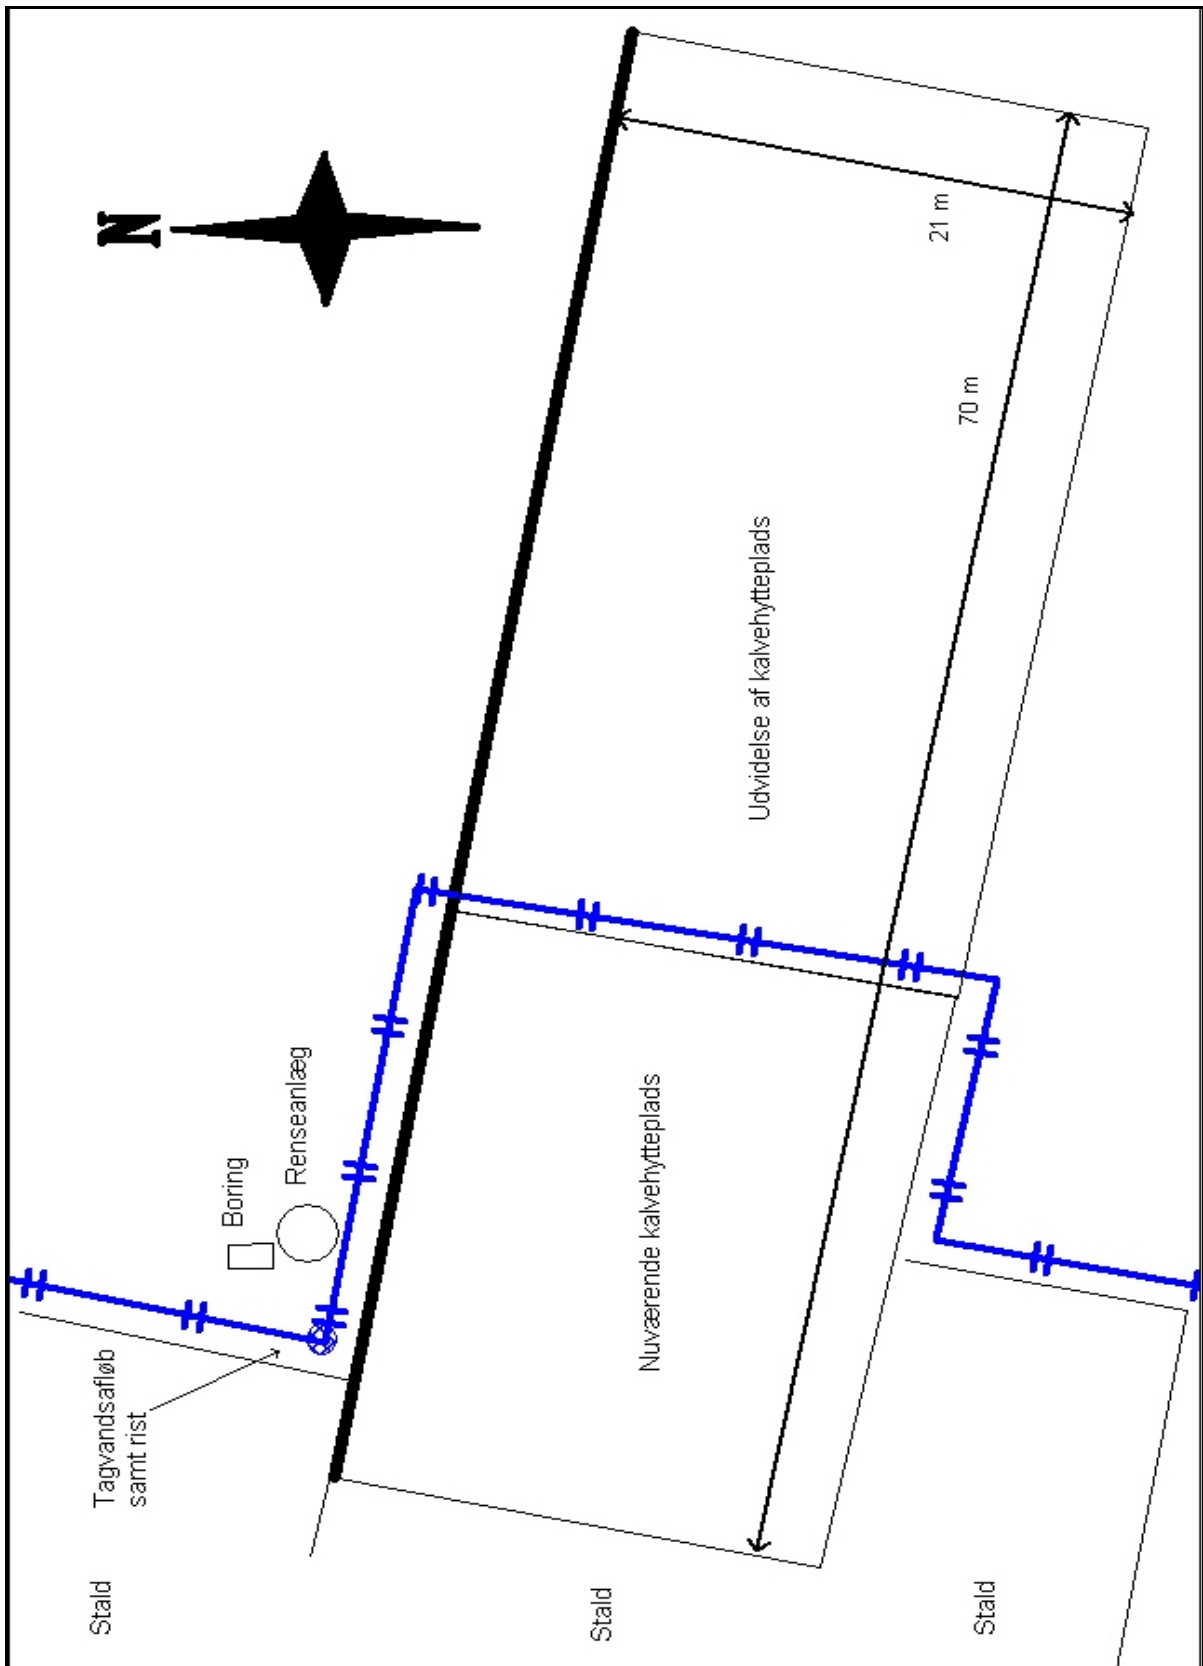 N
Tagvandsafløb
samt rist
Boring
Renseanlæg
21 m
70 m
Udvidelse af kalvehytteplads
Nuværende kalvehytteplads
Stald
Stald
Stald